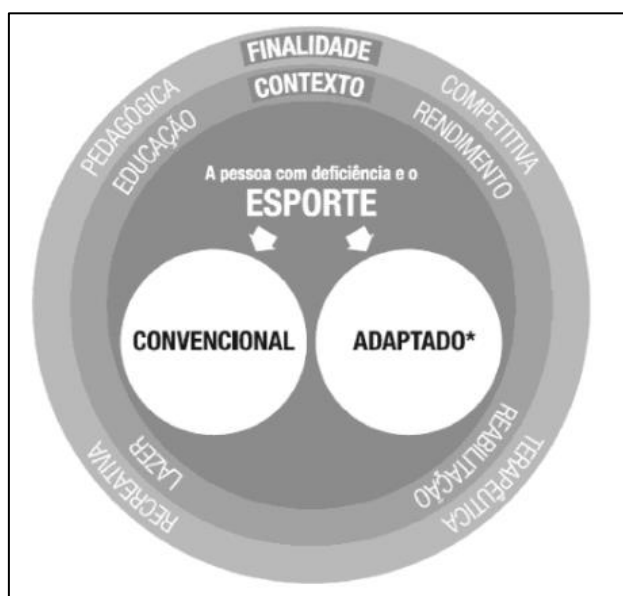 FINALIDADE
CONTEXTO
PEDAGÓGICA
EDUCAÇÃO
COMPETITIVA
RENDIMENTO
A pessoa com deficiência e o
ESPORTE
CONVENCIONAL
ADAPTADO*
LAZER
RECREATIVA
REABILITAÇÃO
TERAPÊUTICA